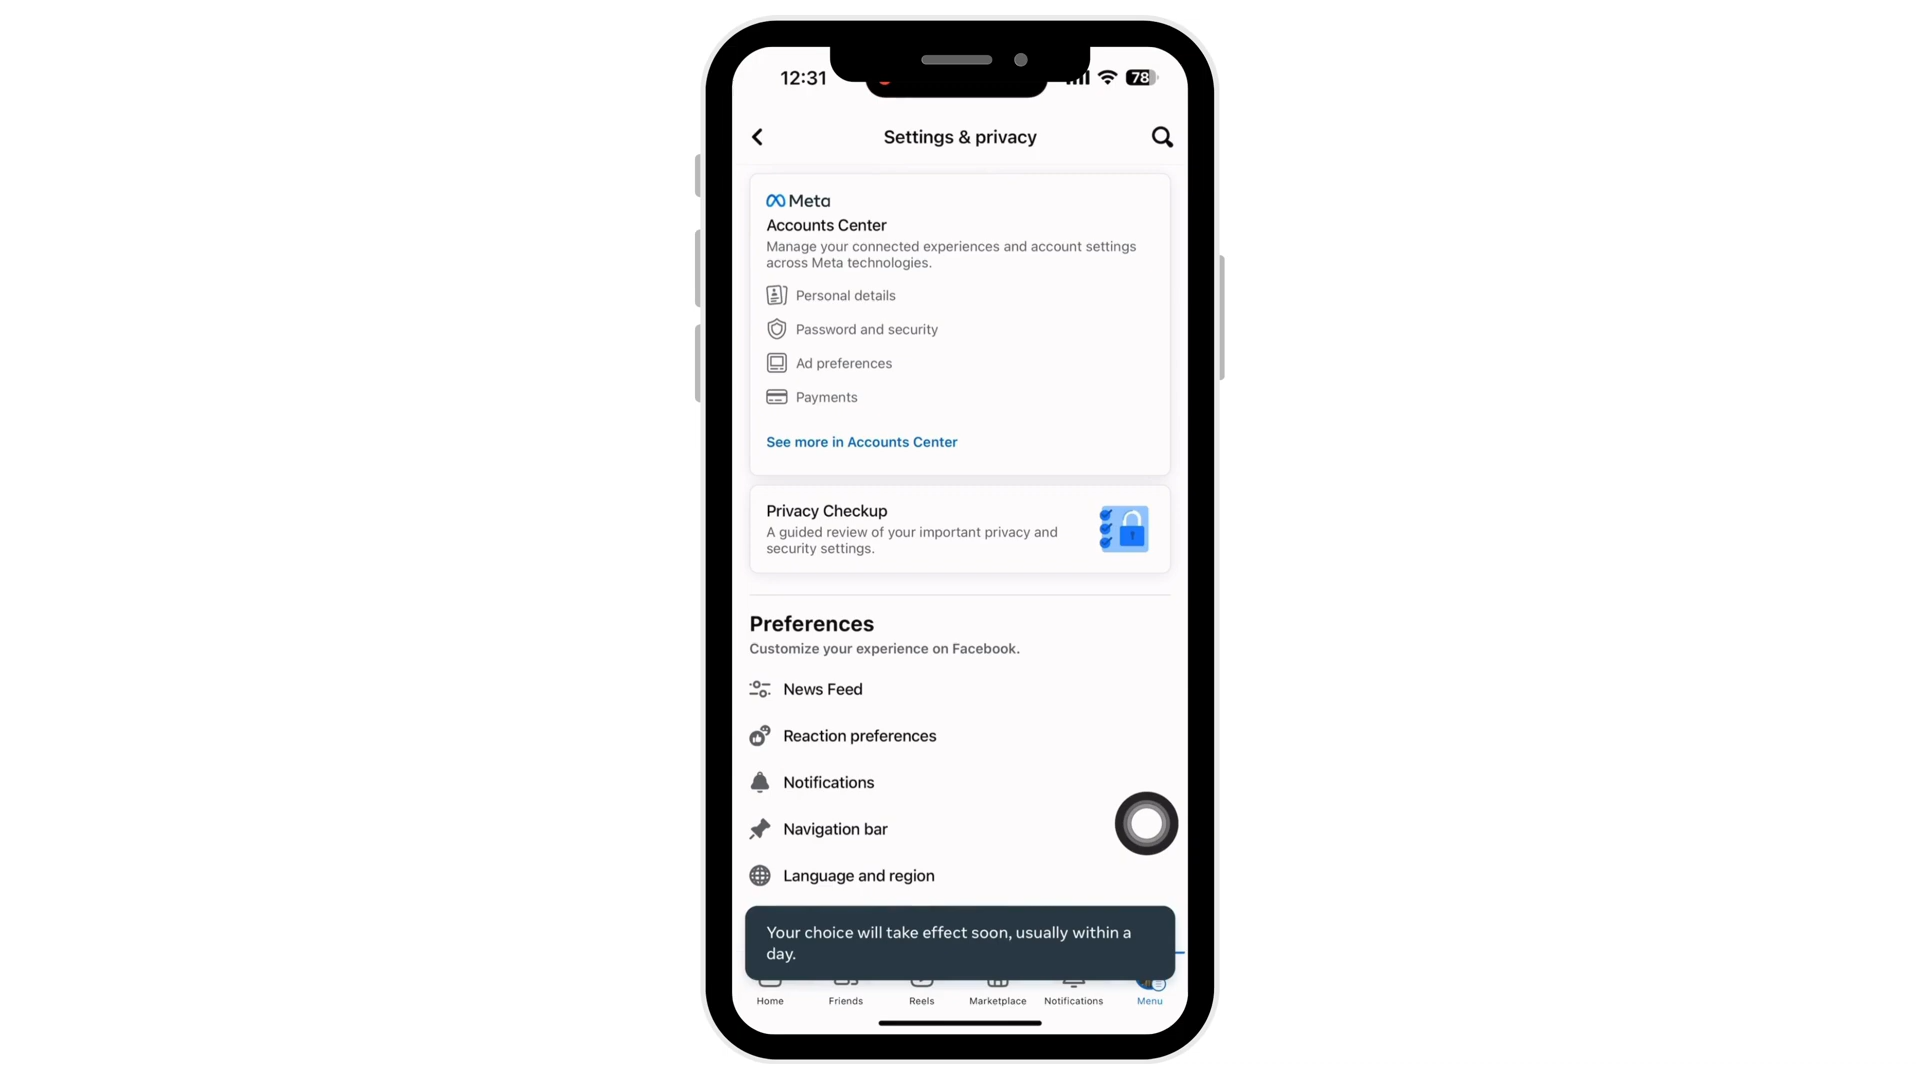 12:31
78
Settings & privacy
Meta
Accounts Center
Manage your connected experiences and account settings
across Meta technologies.
Personal details
Password and security
Ad preferences
Payments
See more in Accounts Center
Privacy Checkup
A guided review of your important privacy and
security settings.
Preferences
Customize your experience on Facebook.
News Feed
Reaction preferences
Notifications
Navigation bar
Language and region
Your choice will take effect soon, usually within a
day.
Home Friends Reels Marketplace Notifications Menu